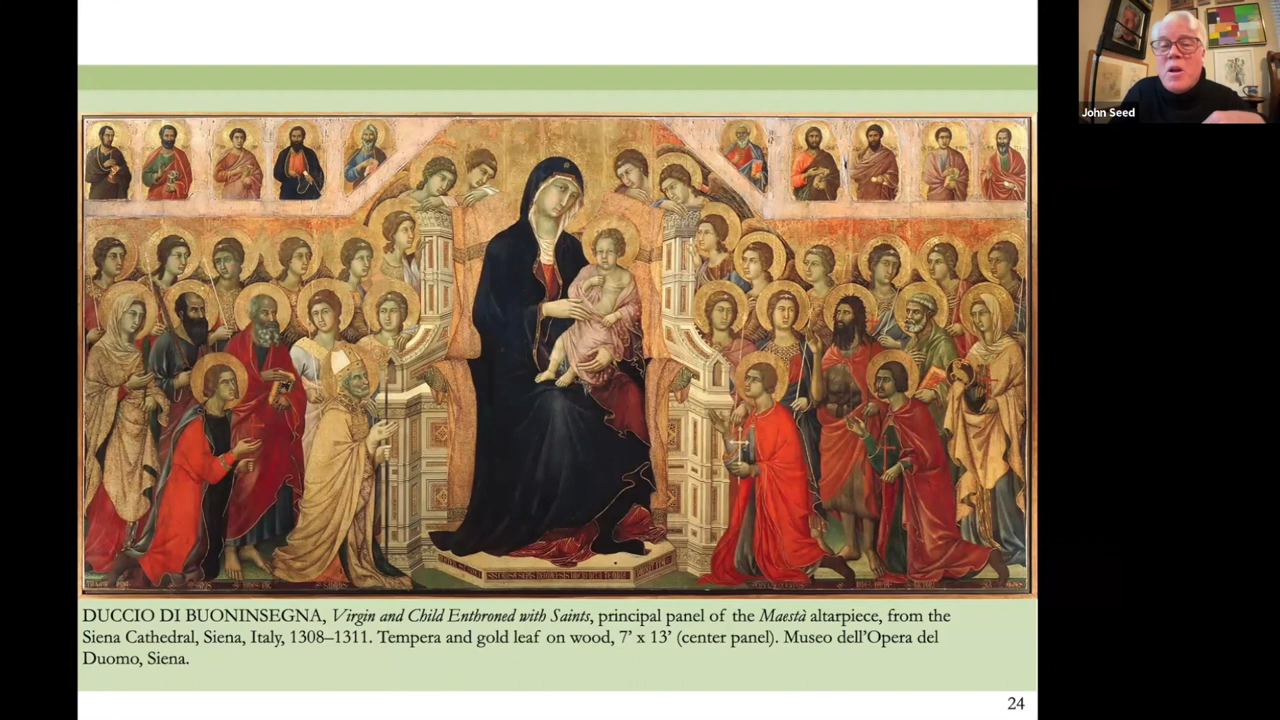 John Seed
DUCCIO DI BUONINSEGNA, Virgin and Child Enthroned with Saints, principal panel of the Maestà altarpiece, from the
Siena Cathedral, Siena, Italy, 1308–1311. Tempera and gold leaf on wood, 7’ x 13’ (center panel). Museo dell’Opera del
Duomo, Siena.
24